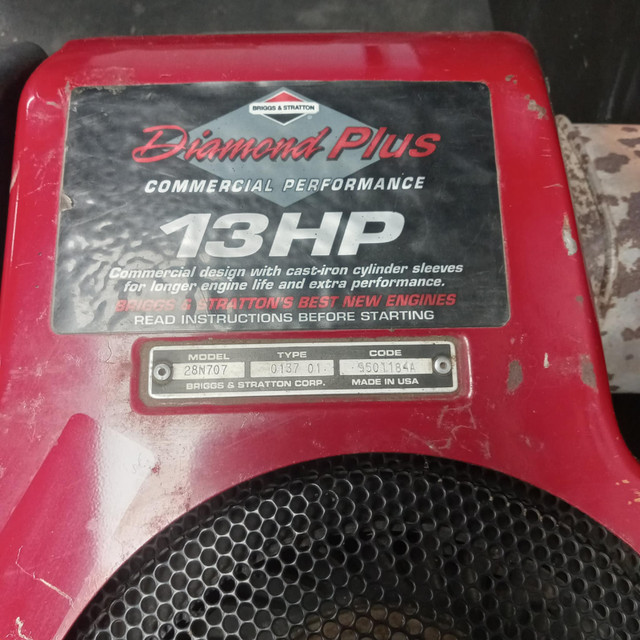 BRIGGS & STRATTON
Diamond Plus
COMMERCIAL PERFORMANCE
13HP
Commercial design with cast-iron cylinder sleeves
for longer engine life and extra performance.
BRIGGS & STRATTON'S BEST NEW ENGINES
READ INSTRUCTIONS BEFORE STARTING
MODEL TYPE CODE
28N707 0137 01 9501184A
BRIGGS & STRATTON CORP. MADE IN USA